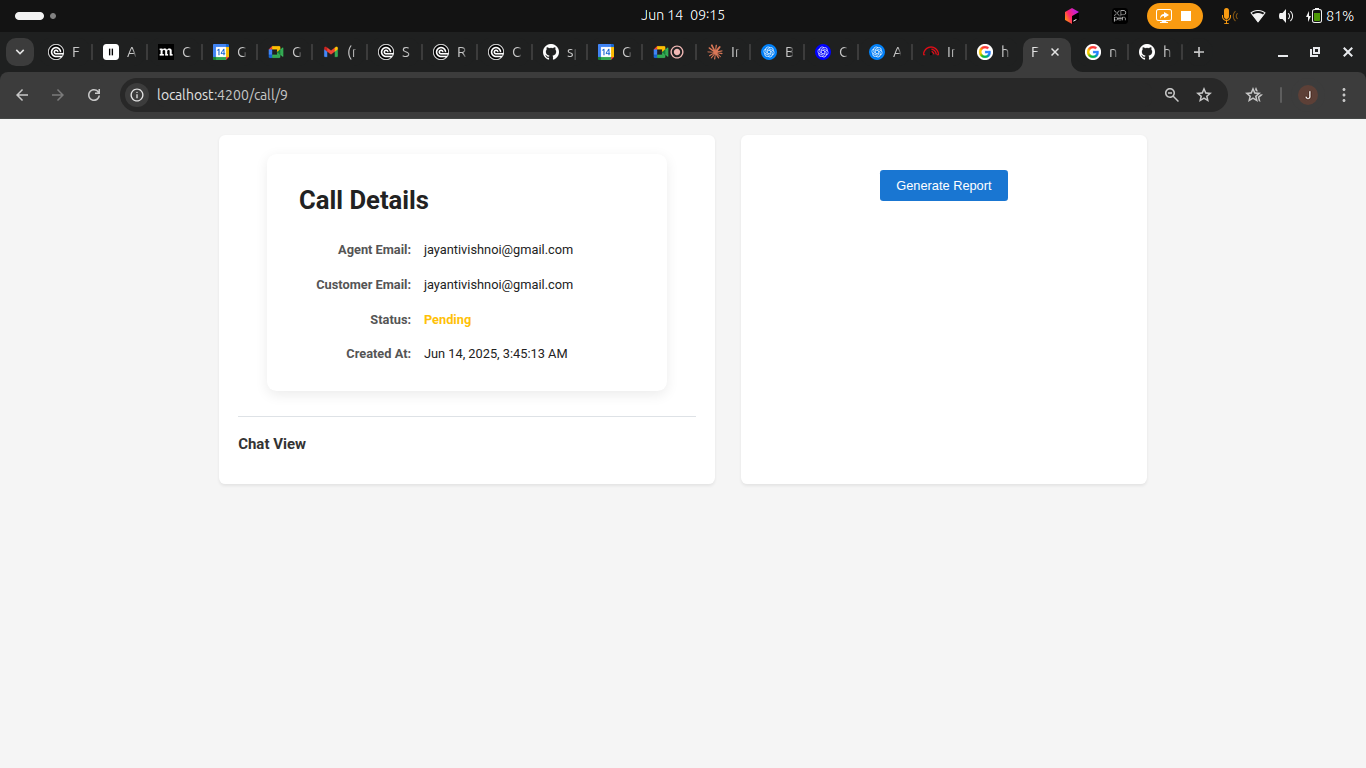 Jun 14 09:15
81%
F
A
C
G
G
(r
S
R
C
s
G
Ir
B
C
A
Ir
h
F
n
h
localhost:4200/call/9
J
Call Details
Agent Email: jayantivishnoi@gmail.com
Customer Email: jayantivishnoi@gmail.com
Status: Pending
Created At: Jun 14, 2025, 3:45:13 AM
Chat View
Generate Report